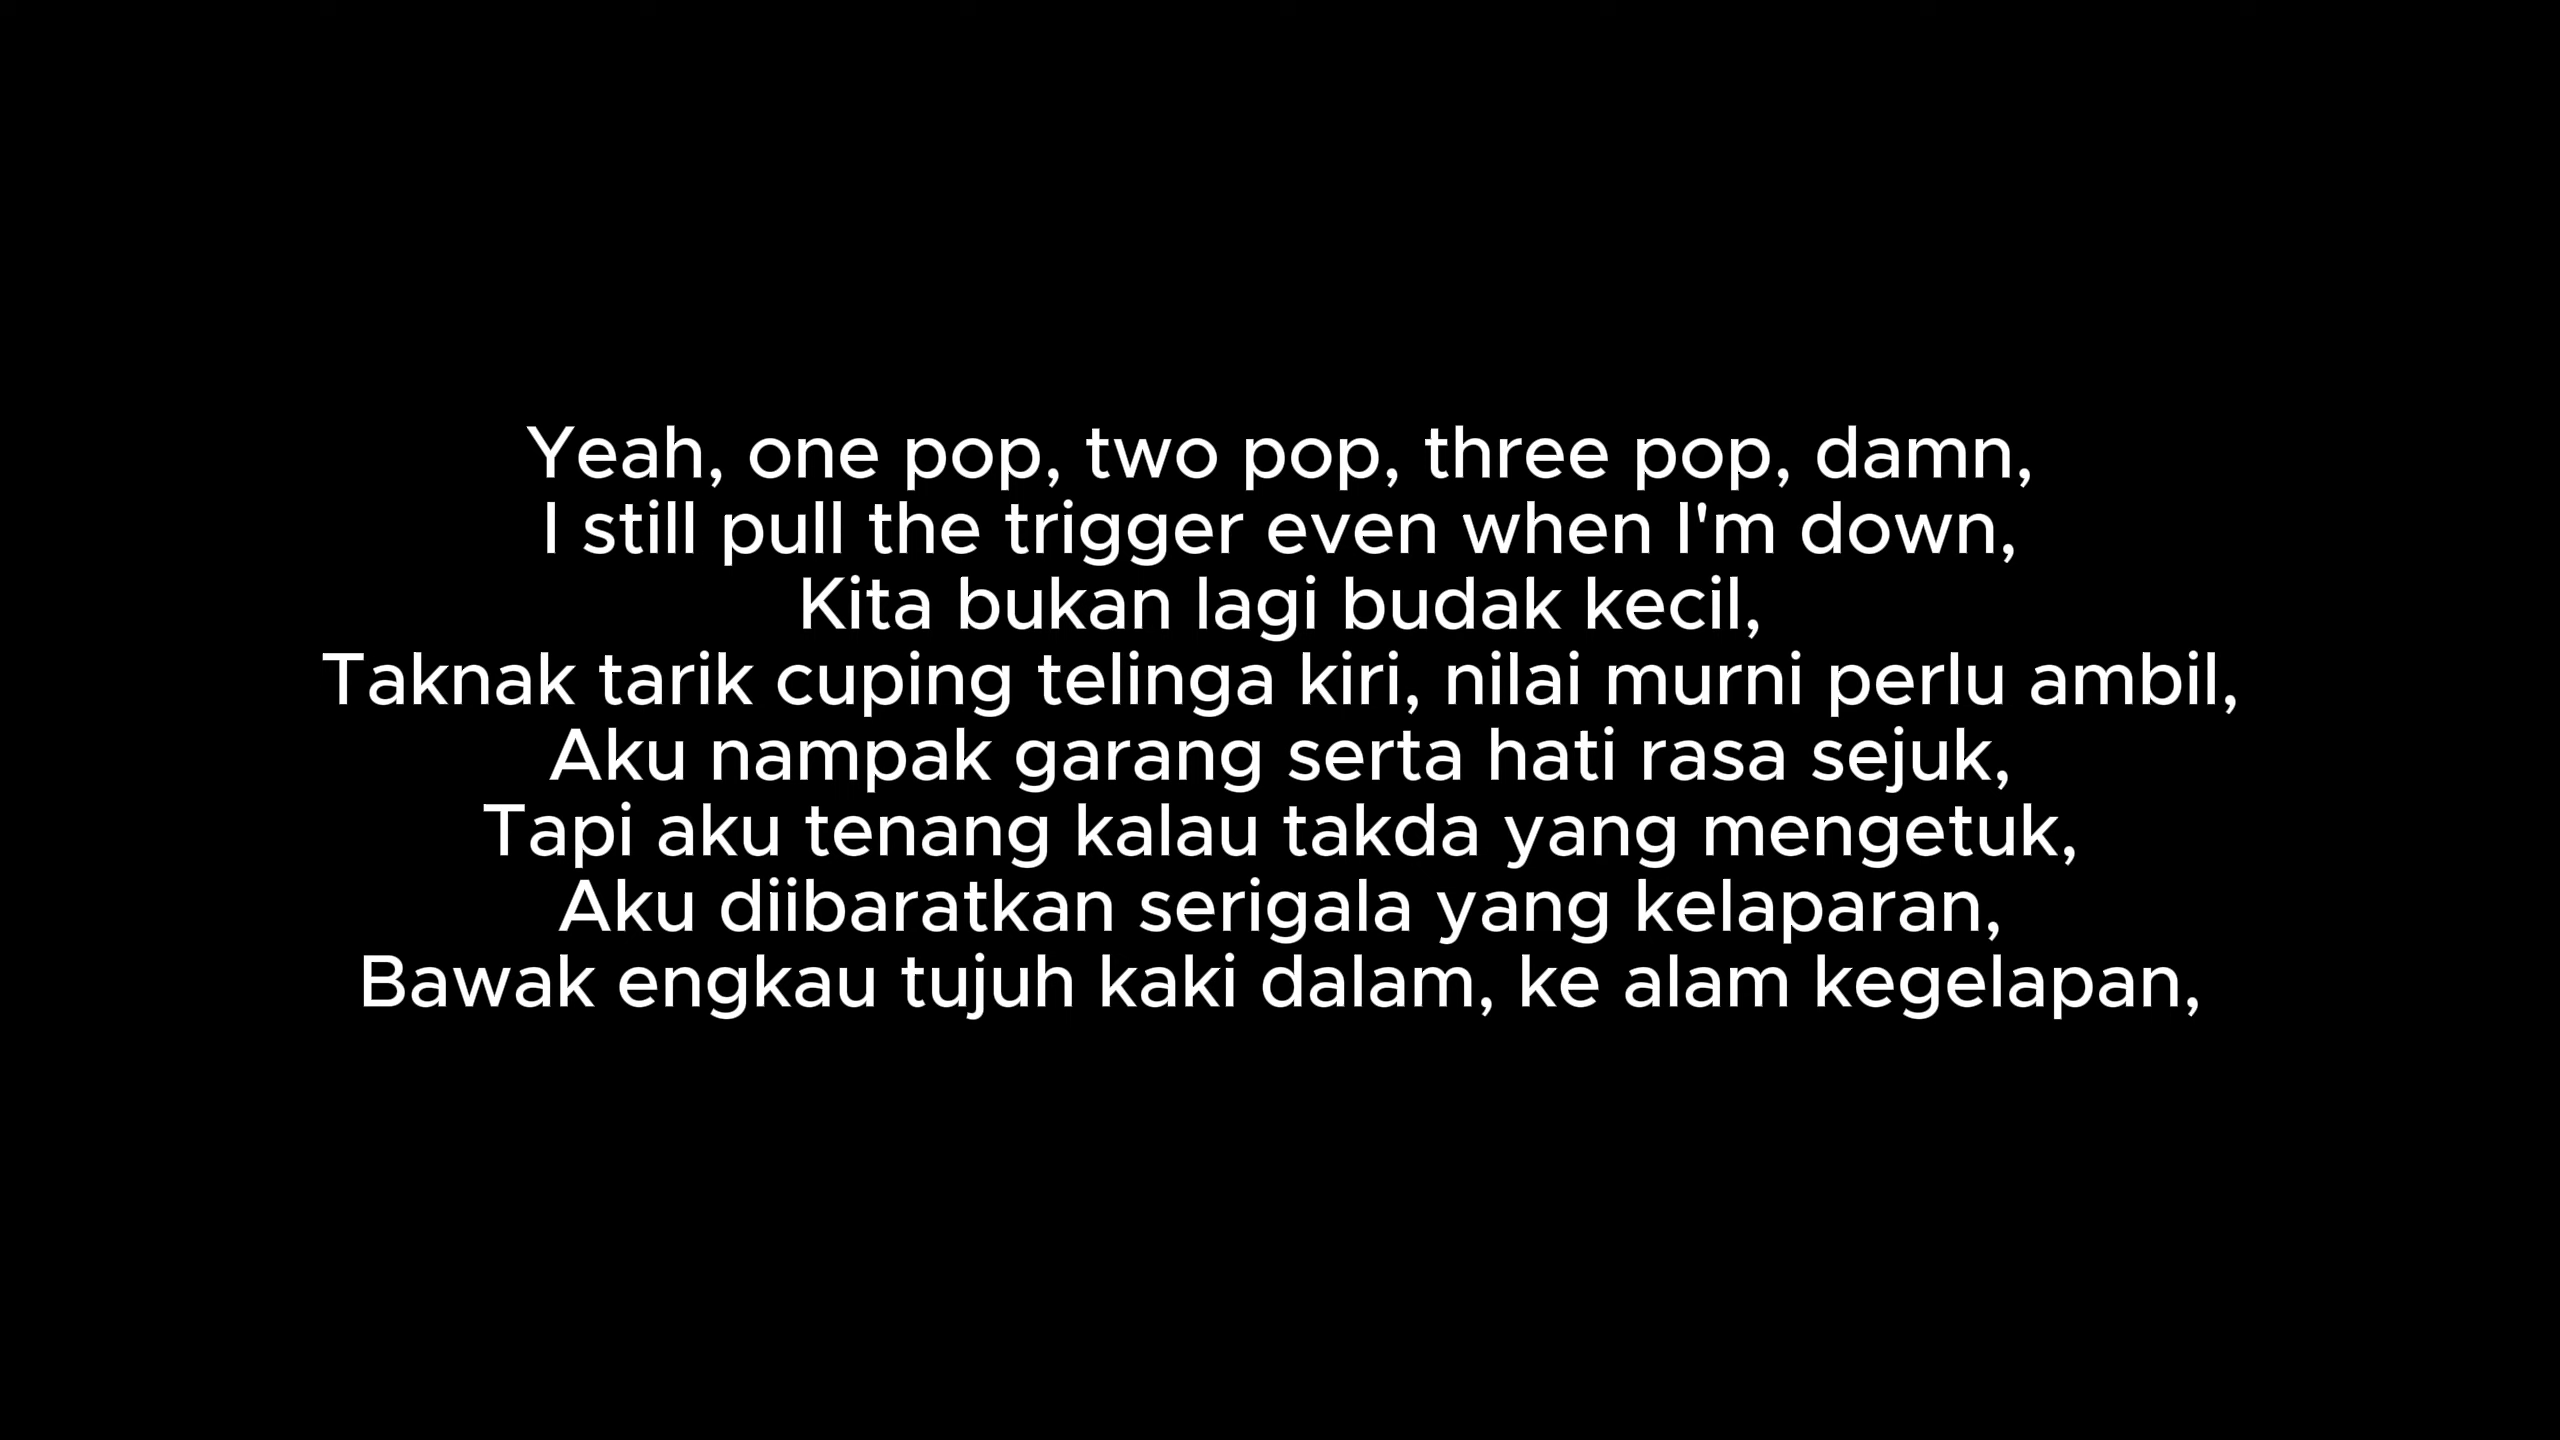 Yeah, one pop, two pop, three pop, damn,
I still pull the trigger even when I'm down,
Kita bukan lagi budak kecil,
Taknak tarik cuping telinga kiri, nilai murni perlu ambil,
Aku nampak garang serta hati rasa sejuk,
Tapi aku tenang kalau takda yang mengetuk,
Aku diibaratkan serigala yang kelaparan,
Bawak engkau tujuh kaki dalam, ke alam kegelapan,